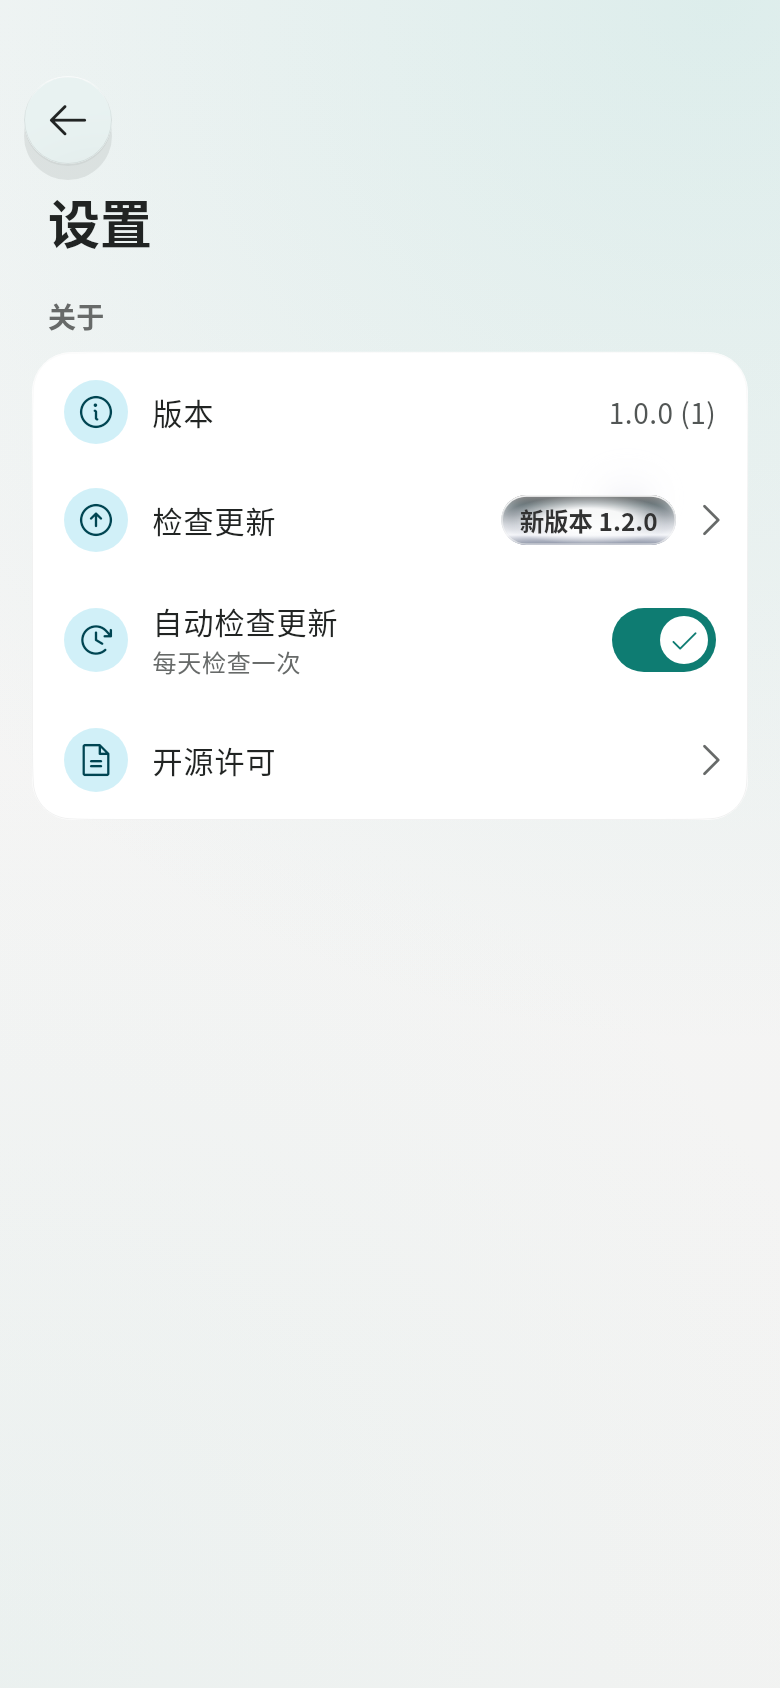 设置
关于
版本 1.0.0 (1)
检查更新 新版本 1.2.0
自动检查更新
每天检查一次
开源许可